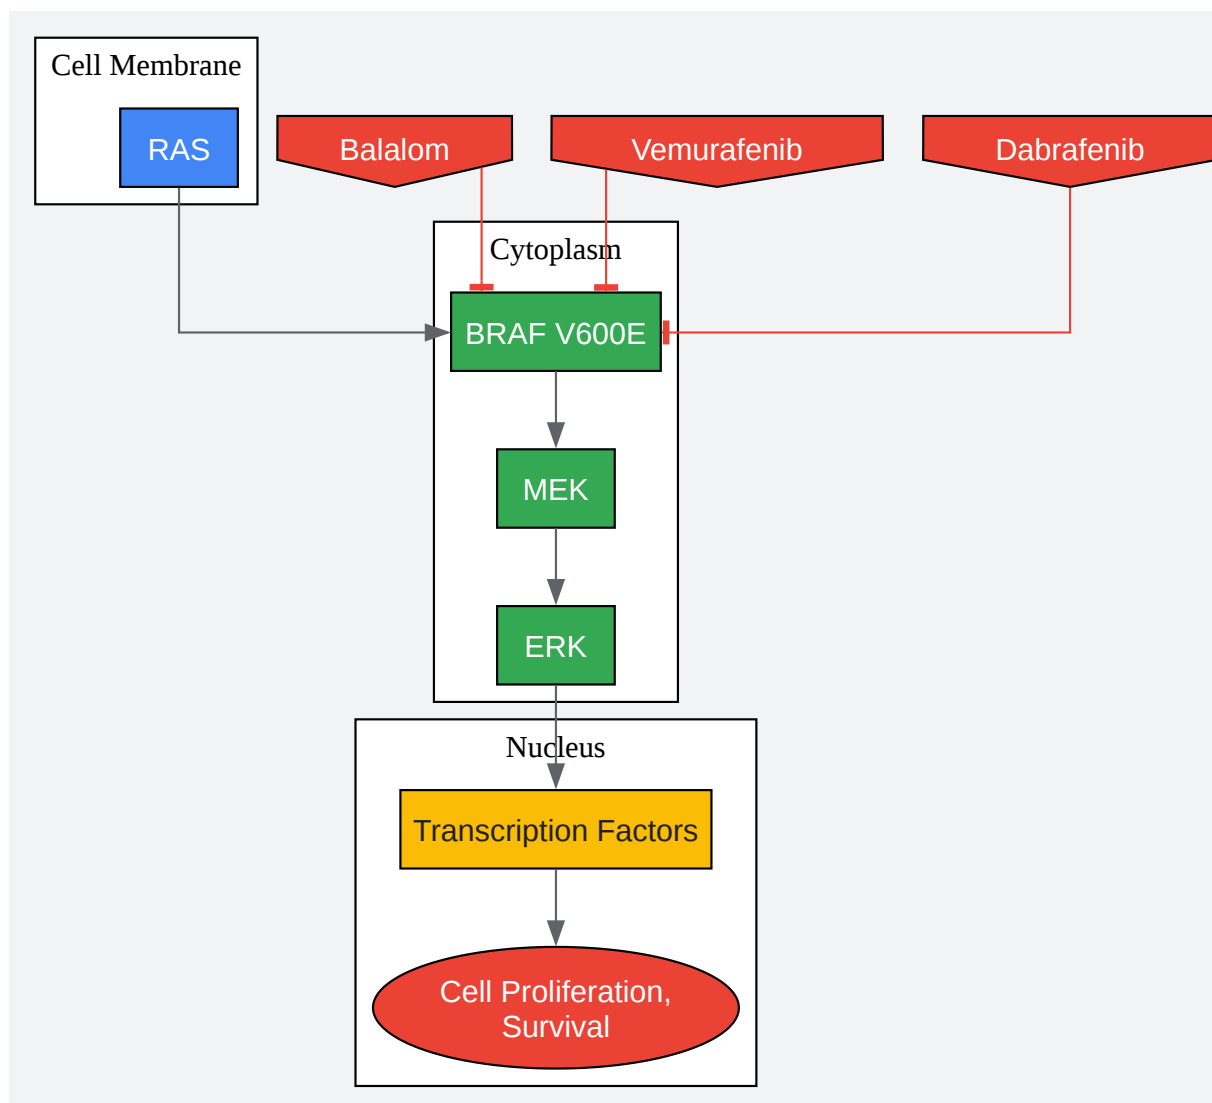 Cell Membrane
RAS
Balalom
Vemurafenib
Dabrafenib
Cytoplasm
BRAF V600E
MEK
ERK
Nucleus
Transcription Factors
Cell Proliferation,
Survival